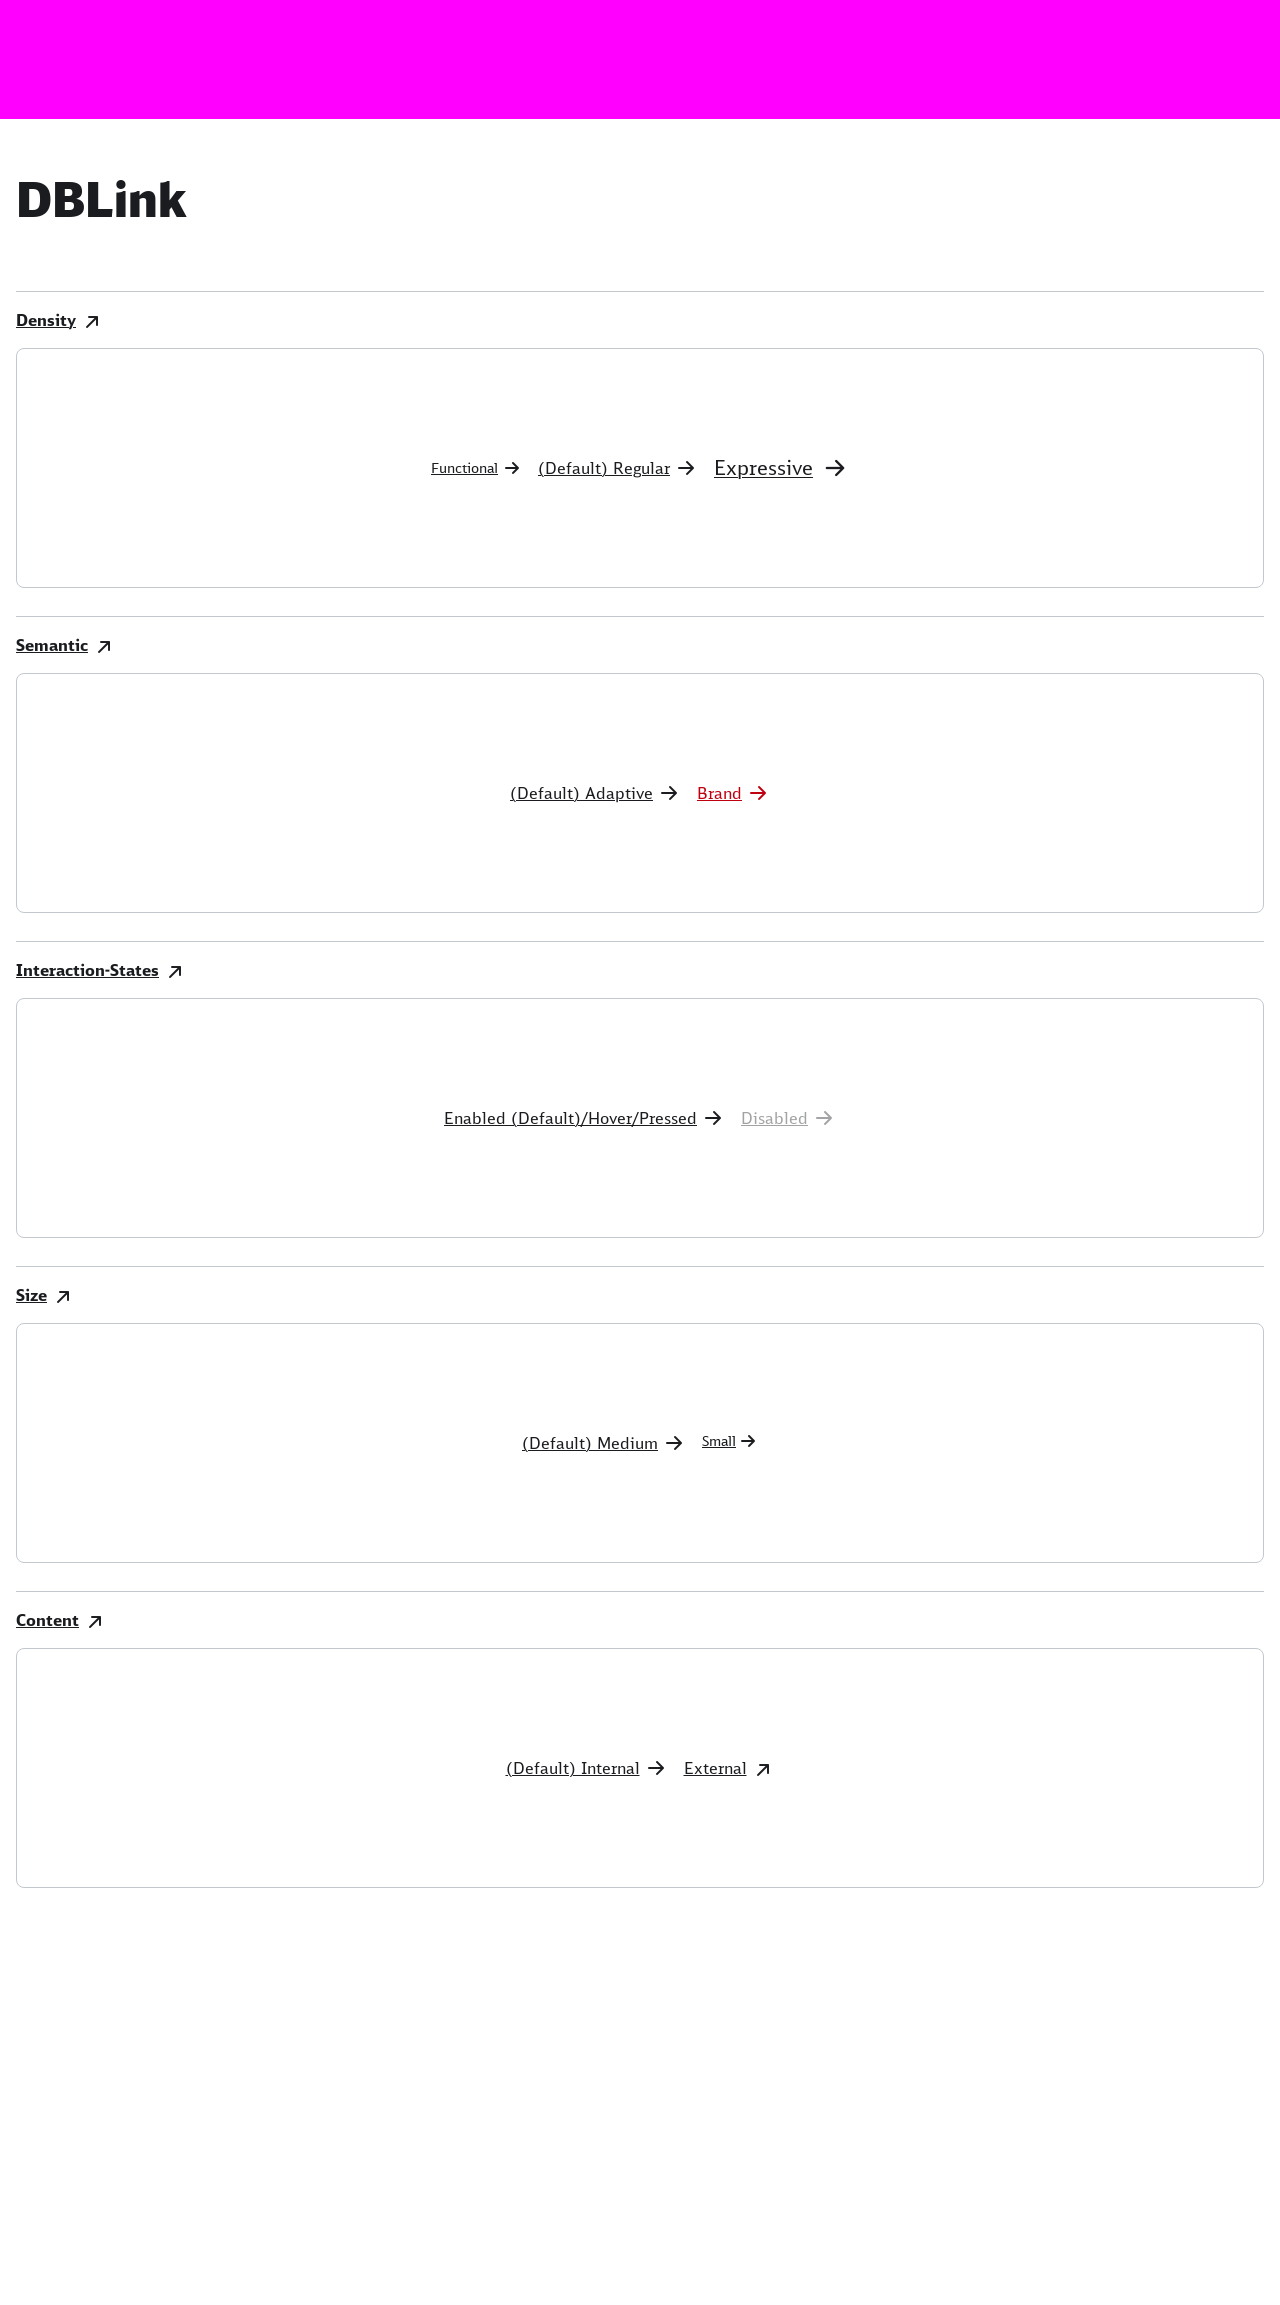 DBLink
Density
Functional (Default) Regular Expressive
Semantic
(Default) Adaptive Brand
Interaction-States
Enabled (Default)/Hover/Pressed Disabled
Size
(Default) Medium Small
Content
(Default) Internal External